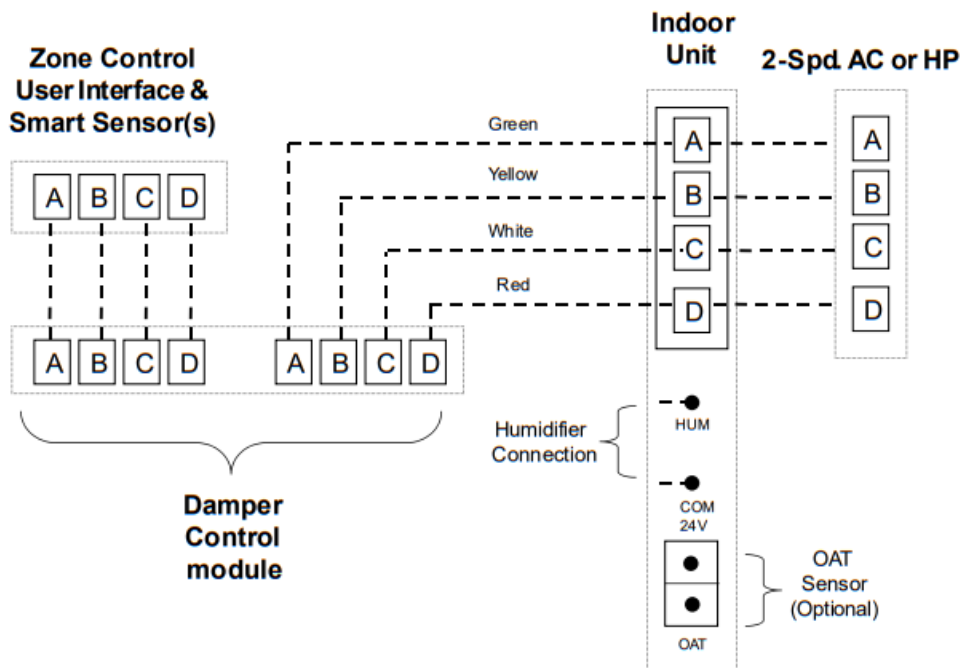 Indoor
Unit
2-Spd. AC or HP
Zone Control
User Interface &
Smart Sensor(s)
Green
A
A
Yellow
A B C D
B
B
White
C
C
Red
D
D
A B C D
A B C D
HUM
Humidifier
Connection
COM
24V
Damper
Control
module
OAT
Sensor
(Optional)
OAT